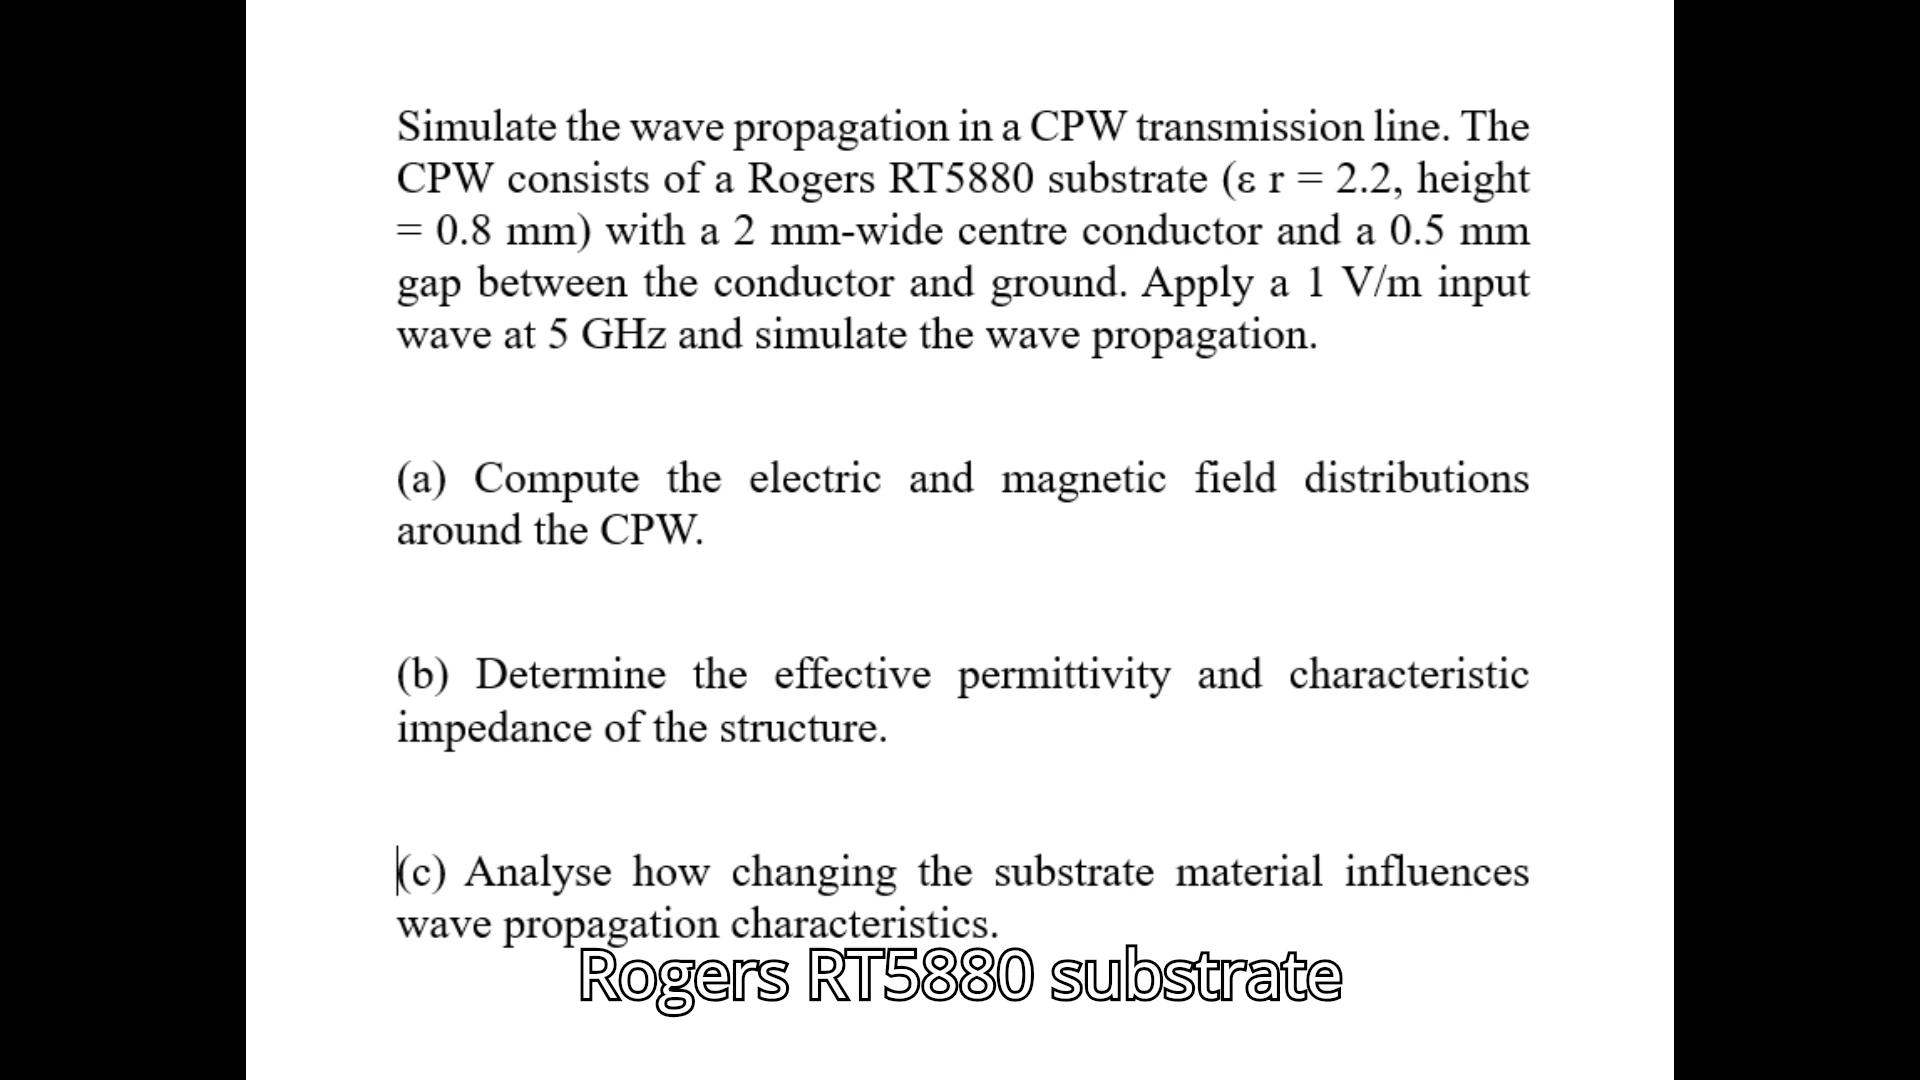 Simulate the wave propagation in a CPW transmission line. The
CPW consists of a Rogers RT5880 substrate (ε r = 2.2, height
= 0.8 mm) with a 2 mm-wide centre conductor and a 0.5 mm
gap between the conductor and ground. Apply a 1 V/m input
wave at 5 GHz and simulate the wave propagation.
(a) Compute the electric and magnetic field distributions
around the CPW.
(b) Determine the effective permittivity and characteristic
impedance of the structure.
(c) Analyse how changing the substrate material influences
wave propagation characteristics.
Rogers RT5880 substrate